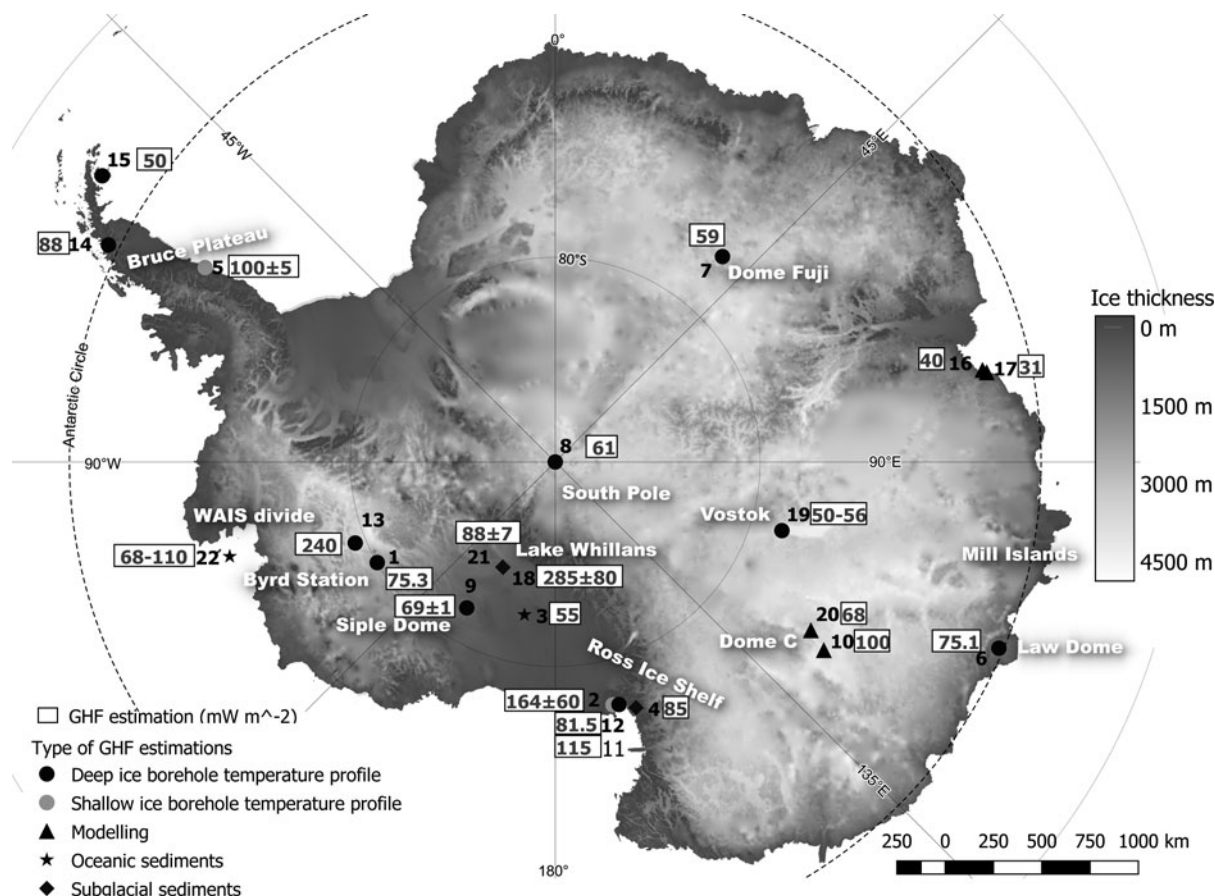 0°
45°W
45°E
15 50
88 14
Bruce Plateau
5 100±5
80°S
59
7 Dome Fuji
Ice thickness
0 m
1500 m
3000 m
4500 m
40 16 17 31
Antarctic Circle
90°W
8 61
90°E
South Pole
WAIS divide
13
240
88±7
Vostok
19 50-56
68-110 22
1
21
Lake Whillans
Mill Islands
Byrd Station
75.3
18 285±80
9
69±1
3 55
Siple Dome
20 68
Dome C
10 100
75.1
6
Law Dome
Ross Ice Shelf
164±60 2
4 85
81.5 12
115 11
135°E
GHF estimation (mW m^-2)
Type of GHF estimations
Deep ice borehole temperature profile
Shallow ice borehole temperature profile
Modelling
Oceanic sediments
Subglacial sediments
180°
250 0 250 500 750 1000 km